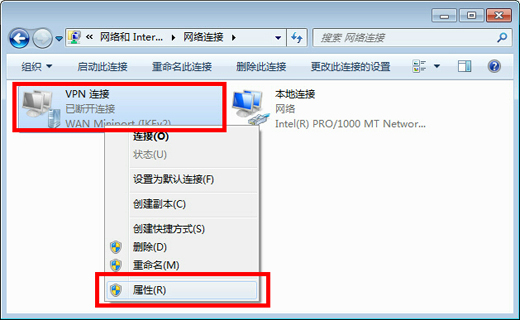 网络和 Inter... 网络连接 搜索 网络连接
组织 启动此连接 重命名此连接 删除此连接 更改此连接的设置
VPN 连接
已断开连接
WAN Miniport (IKEv2)
本地连接
网络
Intel(R) PRO/1000 MT Networ...
连接(O)
状态(U)
设置为默认连接(F)
创建副本(C)
创建快捷方式(S)
删除(D)
重命名(M)
属性(R)